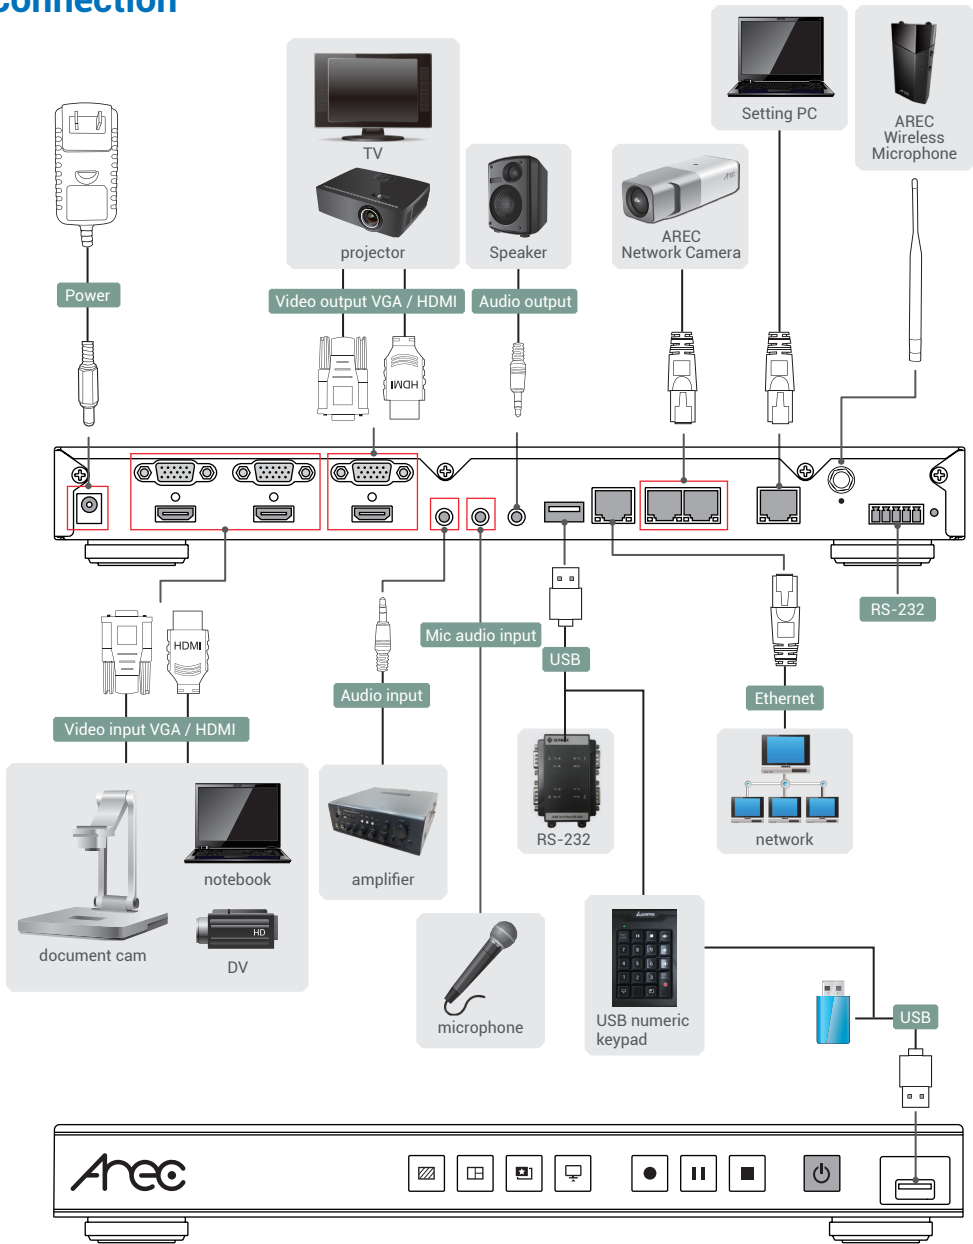 Connection
Setting PC
AREC
Wireless
Microphone
TV
projector
Speaker
AREC
Network Camera
Power
Video output VGA / HDMI
Audio output
HDMI
RS-232
HDMI
Mic audio input
USB
Audio input
Ethernet
Video input VGA / HDMI
RS-232
network
notebook
amplifier
HD
document cam
DV
microphone
USB numeric
keypad
USB
Arec